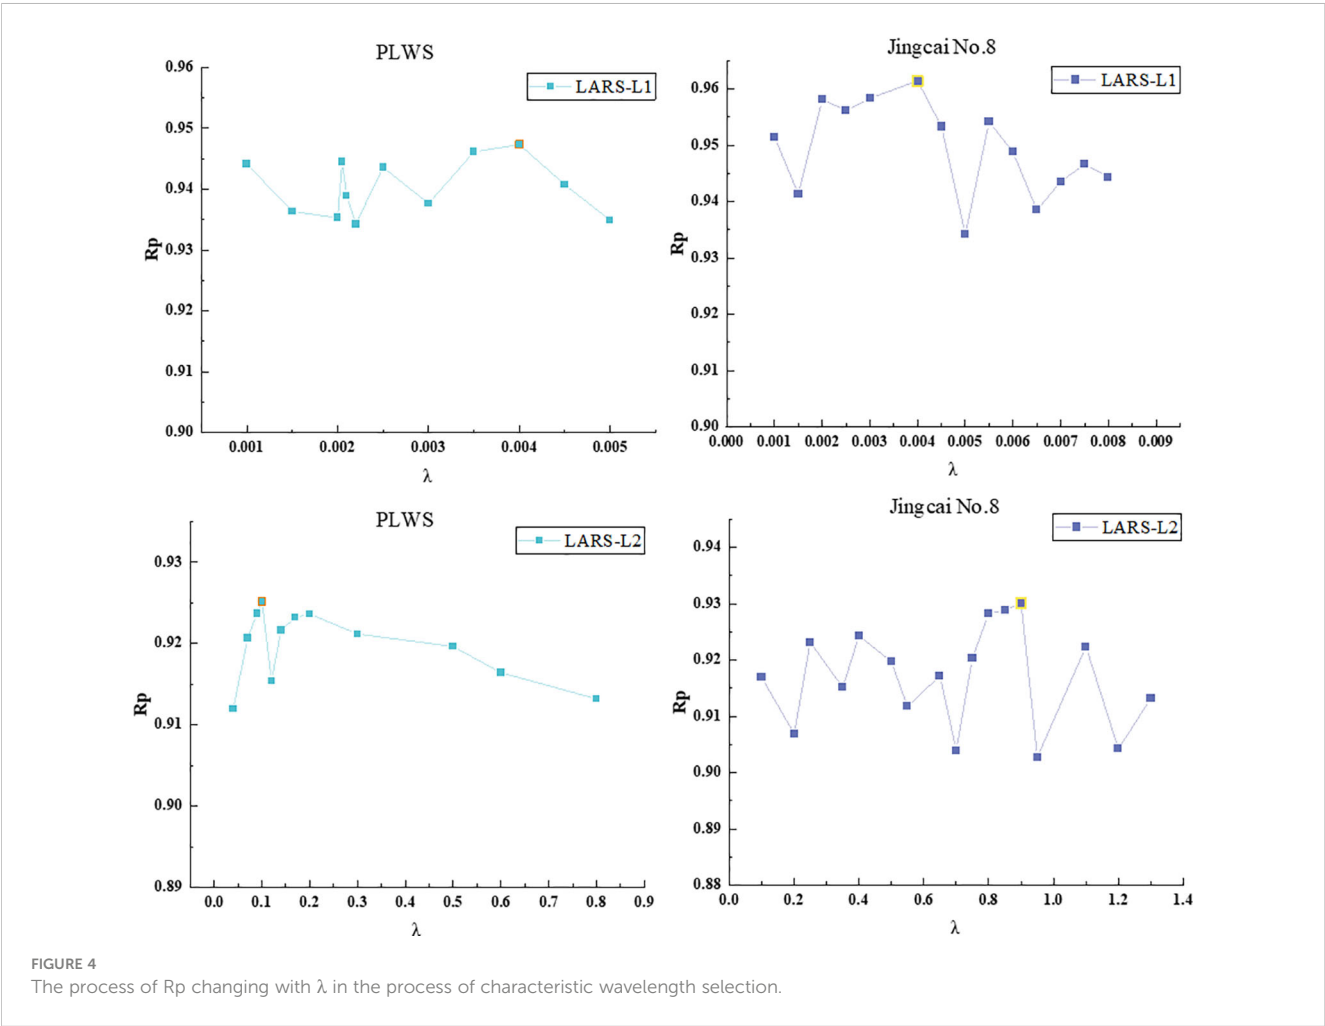 PLWS
LARS-L1
0.96
0.95
0.94
0.93
0.92
0.91
0.90
Rp
0.001 0.002 0.003 0.004 0.005
λ
Jingcai No.8
LARS-L1
0.96
0.95
0.94
0.93
0.92
0.91
0.90
Rp
0.000 0.001 0.002 0.003 0.004 0.005 0.006 0.007 0.008 0.009
λ
PLWS
LARS-L2
0.93
0.92
0.91
0.90
0.89
Rp
0.0 0.1 0.2 0.3 0.4 0.5 0.6 0.7 0.8 0.9
λ
Jingcai No.8
LARS-L2
0.94
0.93
0.92
0.91
0.90
0.89
0.88
Rp
0.0 0.2 0.4 0.6 0.8 1.0 1.2 1.4
λ
FIGURE 4
The process of Rp changing with λ in the process of characteristic wavelength selection.